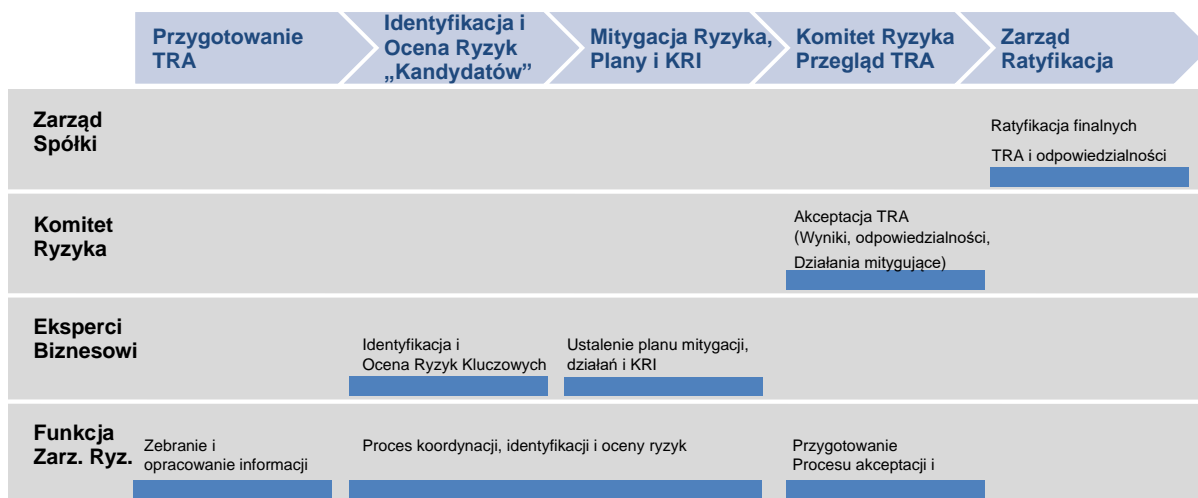 Przygotowanie
TRA
Identyfikacja i
Ocena Ryzyk
„Kandydatów”
Mitygacja Ryzyka,
Plany i KRI
Komitet Ryzyka
Przegląd TRA
Zarząd
Ratyfikacja
Zarząd
Spółki
Ratyfikacja finalnych
TRA i odpowiedzialności
Komitet
Ryzyka
Akceptacja TRA
(Wyniki, odpowiedzialności,
Działania mitygujące)
Eksperci
Biznesowi
Identyfikacja i
Ocena Ryzyk Kluczowych
Ustalenie planu mitygacji,
działań i KRI
Funkcja
Zarz. Ryz.
Zebranie i
opracowanie informacji
Proces koordynacji, identyfikacji i oceny ryzyk
Przygotowanie
Procesu akceptacji i